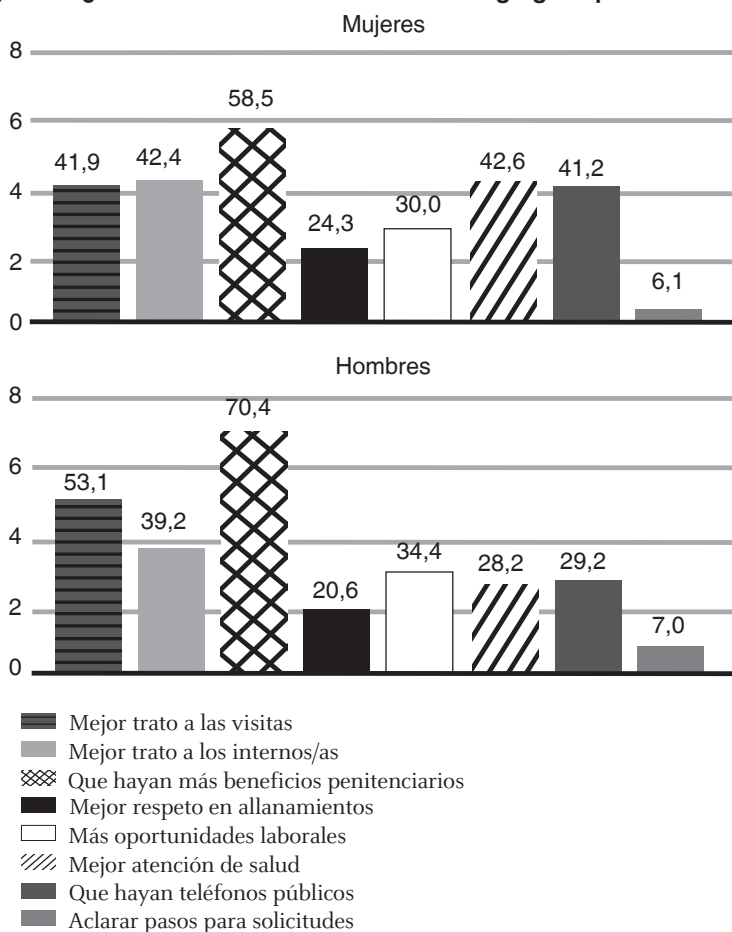 Mujeres
8
58,5
6
41,9 42,4 42,6 41,2
4
24,3 30,0
2
6,1
0
Hombres
8
70,4
6
53,1
39,2
4
34,4
20,6 28,2 29,2
2
7,0
0
Mejor trato a las visitas
Mejor trato a los internos/as
Que hayan más beneficios penitenciarios
Mejor respeto en allanamientos
Más oportunidades laborales
Mejor atención de salud
Que hayan teléfonos públicos
Aclarar pasos para solicitudes